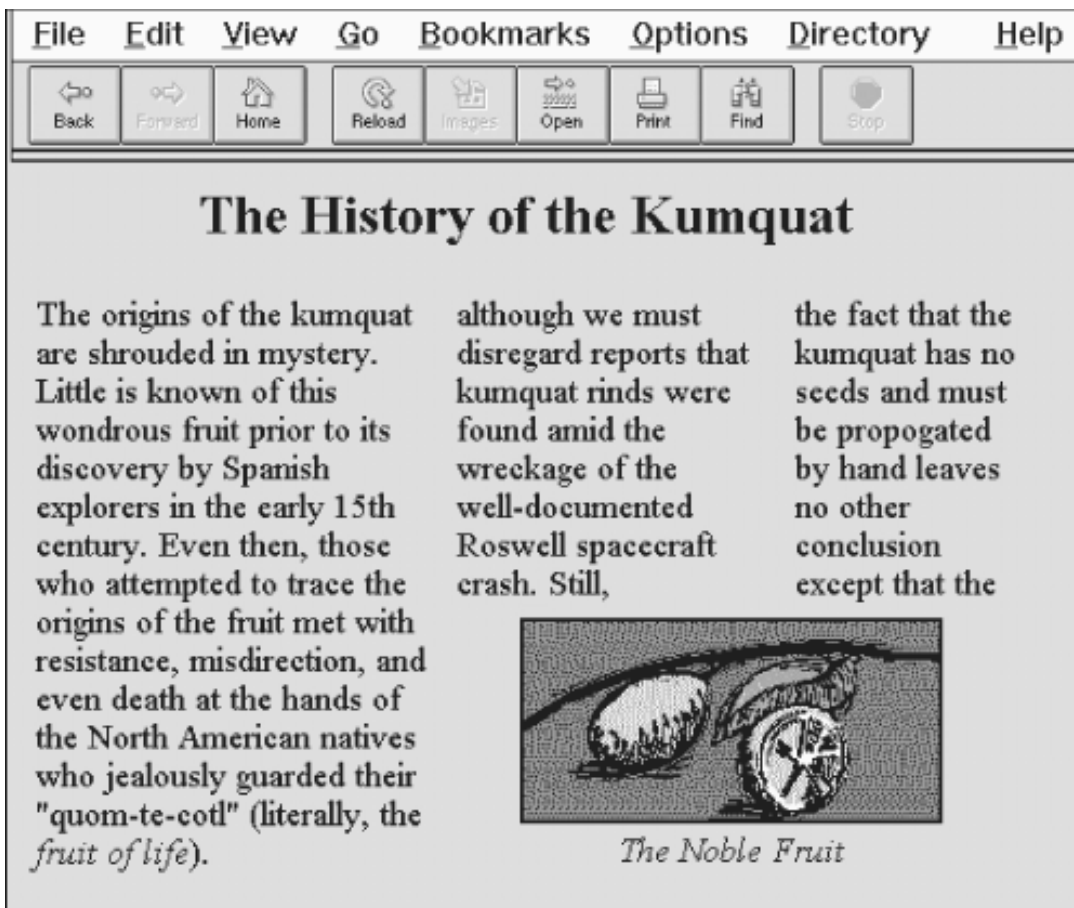 File Edit View Go Bookmarks Options Directory Help
Back Forward Home Reload Images Open Print Find Stop
The History of the Kumquat
The origins of the kumquat
are shrouded in mystery.
Little is known of this
wondrous fruit prior to its
discovery by Spanish
explorers in the early 15th
century. Even then, those
who attempted to trace the
origins of the fruit met with
resistance, misdirection, and
even death at the hands of
the North American natives
who jealously guarded their
"quom-te-cotl" (literally, the
fruit of life).
although we must
disregard reports that
kumquat rinds were
found amid the
wreckage of the
well-documented
Roswell spacecraft
crash. Still,
the fact that the
kumquat has no
seeds and must
be propogated
by hand leaves
no other
conclusion
except that the
The Noble Fruit